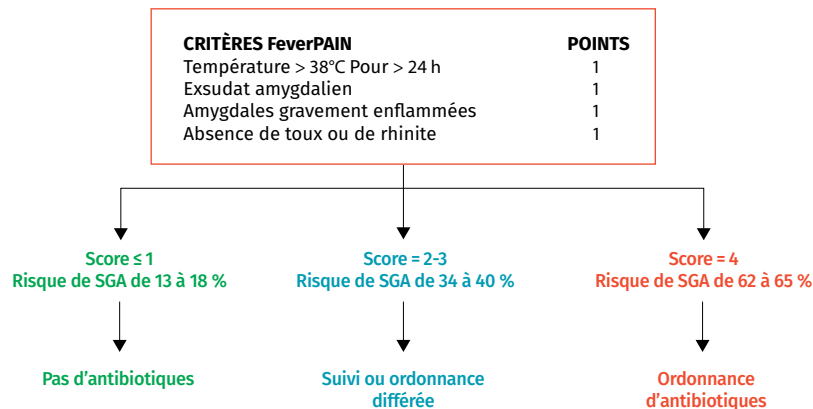 CRITÈRES FeverPAIN POINTS
Température > 38°C Pour > 24 h 1
Exsudat amygdalien 1
Amygdales gravement enflammées 1
Absence de toux ou de rhinite 1
Score ≤ 1
Risque de SGA de 13 à 18 %
Score = 2-3
Risque de SGA de 34 à 40 %
Score = 4
Risque de SGA de 62 à 65 %
Pas d'antibiotiques
Suivi ou ordonnance
différée
Ordonnance
d'antibiotiques